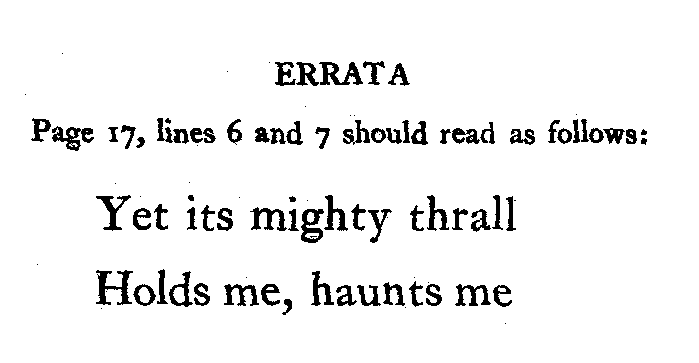 ERRATA
Page 17, lines 6 and 7 should read as follows:
Yet its mighty thrall
Holds me, haunts me